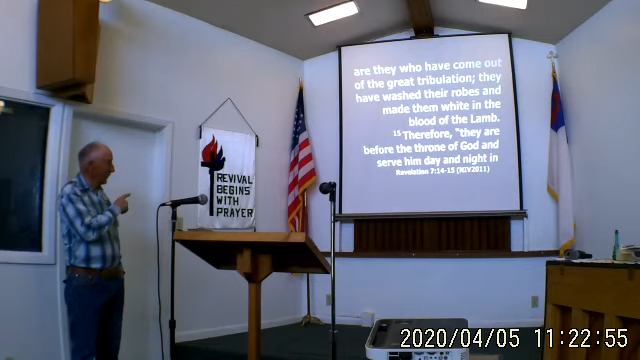 are they who have come out
of the great tribulation; they
have washed their robes and
made them white in the
blood of the Lamb.
15 Therefore, "they are
before the throne of God and
serve him day and night in
Revelation 7:14-15 (NIV2011)
REVIVAL
BEGINS
WITH
PRAYER
2020/04/05 11:22:55